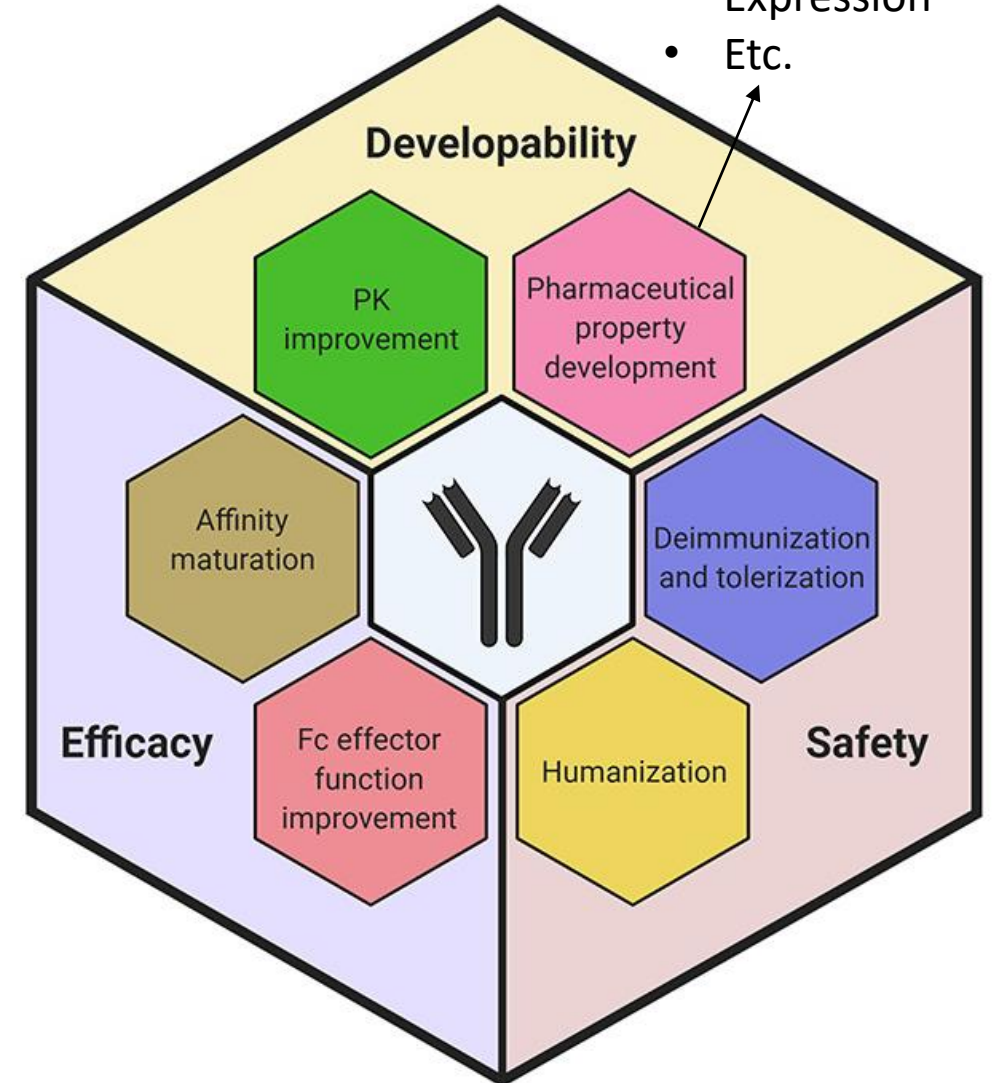 Expression
• Etc.
Developability
PK
improvement
Pharmaceutical
property
development
Affinity
maturation
Deimmunization
and tolerization
Efficacy
Fc effector
function
improvement
Humanization
Safety